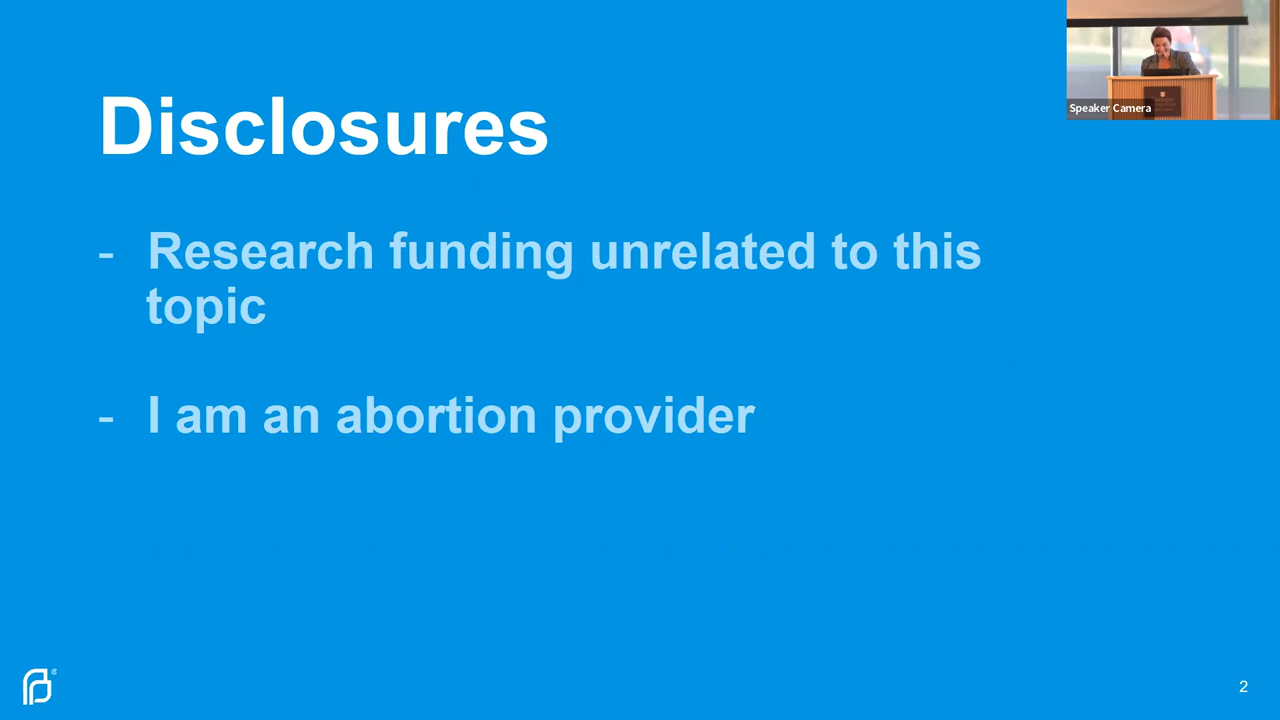 Speaker Camera
Disclosures
- Research funding unrelated to this
topic
- I am an abortion provider
2